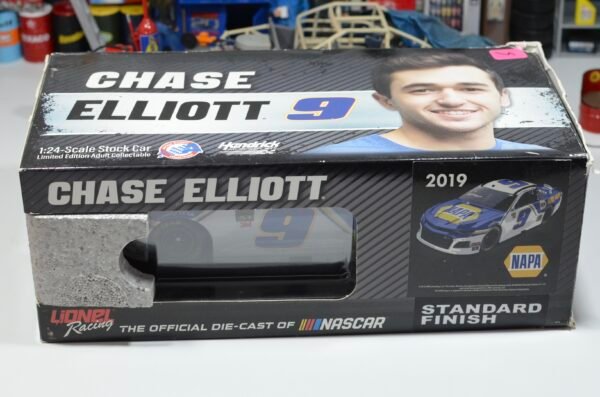 CHASE
ELLIOTT 9
1:24-Scale Stock Car
Limited Edition Adult Collectable
Hendrick
CHASE ELLIOTT
2019
NAPA
9
9
NAPA
LIONEL
Racing
THE OFFICIAL DIE-CAST OF NASCAR
STANDARD
FINISH